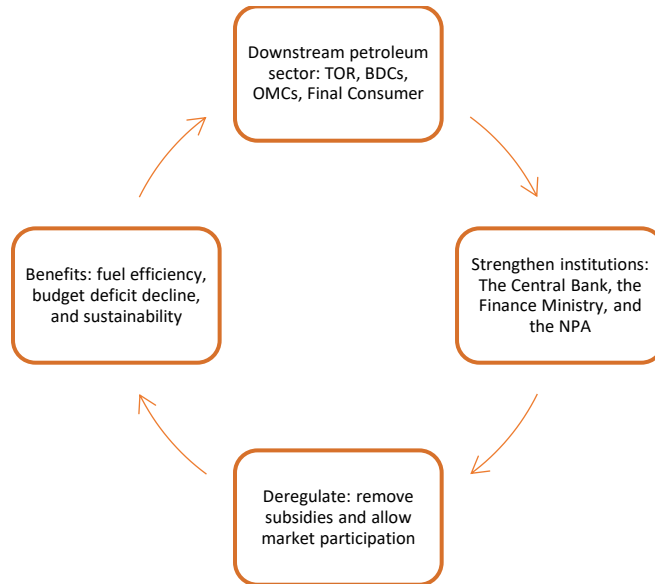 Downstream petroleum
sector: TOR, BDCs,
OMCs, Final Consumer
Strengthen institutions:
The Central Bank, the
Finance Ministry, and
the NPA
Deregulate: remove
subsidies and allow
market participation
Benefits: fuel efficiency,
budget deficit decline,
and sustainability